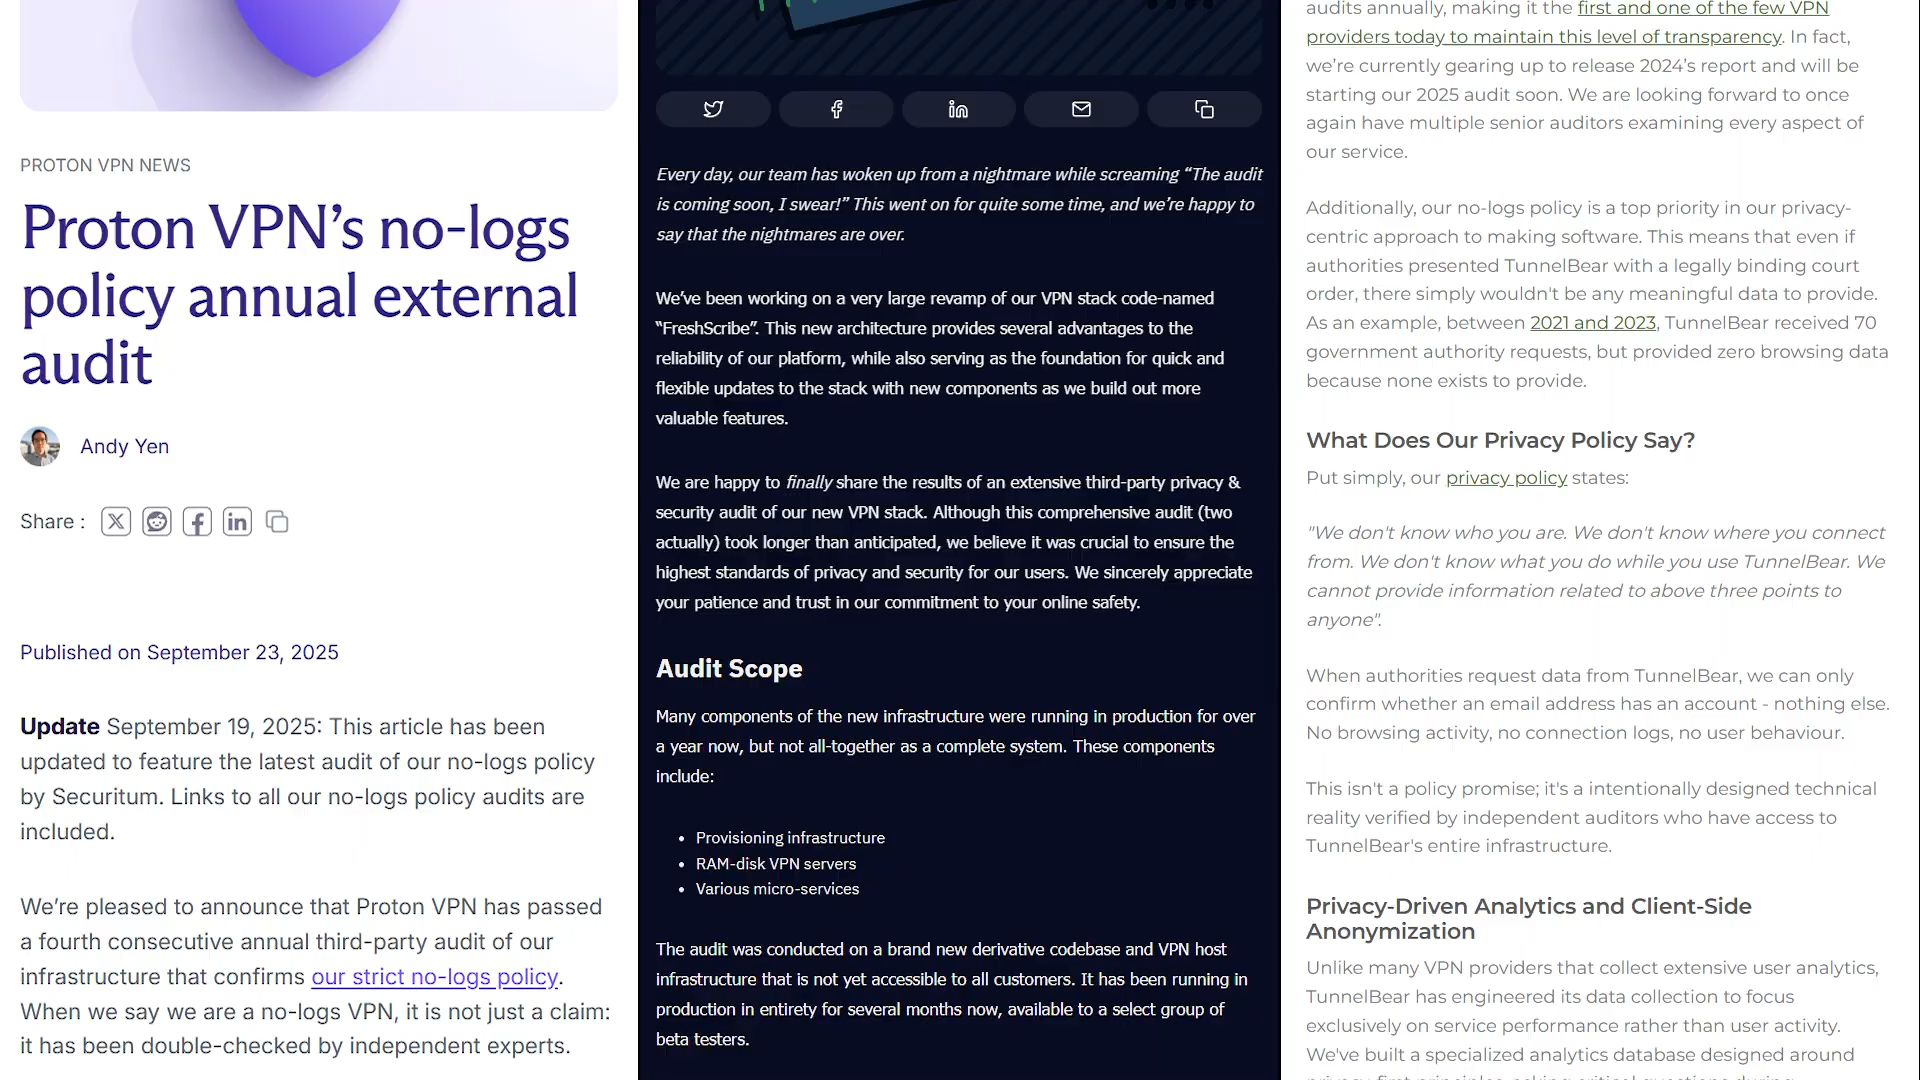 PROTON VPN NEWS
Proton VPN’s no-logs
policy annual external
audit
Andy Yen
Share :
Published on September 23, 2025
Update September 19, 2025: This article has been
updated to feature the latest audit of our no-logs policy
by Securitum. Links to all our no-logs policy audits are
included.
We’re pleased to announce that Proton VPN has passed
a fourth consecutive annual third-party audit of our
infrastructure that confirms our strict no-logs policy.
When we say we are a no-logs VPN, it is not just a claim:
it has been double-checked by independent experts.
Every day, our team has woken up from a nightmare while screaming “The audit
is coming soon, I swear!” This went on for quite some time, and we’re happy to
say that the nightmares are over.
We’ve been working on a very large revamp of our VPN stack code-named
“FreshScribe”. This new architecture provides several advantages to the
reliability of our platform, while also serving as the foundation for quick and
flexible updates to the stack with new components as we build out more
valuable features.
We are happy to finally share the results of an extensive third-party privacy &
security audit of our new VPN stack. Although this comprehensive audit (two
actually) took longer than anticipated, we believe it was crucial to ensure the
highest standards of privacy and security for our users. We sincerely appreciate
your patience and trust in our commitment to your online safety.
Audit Scope
Many components of the new infrastructure were running in production for over
a year now, but not all-together as a complete system. These components
include:
• Provisioning infrastructure
• RAM-disk VPN servers
• Various micro-services
The audit was conducted on a brand new derivative codebase and VPN host
infrastructure that is not yet accessible to all customers. It has been running in
production in entirety for several months now, available to a select group of
beta testers.
audits annually, making it the first and one of the few VPN
providers today to maintain this level of transparency. In fact,
we’re currently gearing up to release 2024’s report and will be
starting our 2025 audit soon. We are looking forward to once
again have multiple senior auditors examining every aspect of
our service.
Additionally, our no-logs policy is a top priority in our privacy-
centric approach to making software. This means that even if
authorities presented TunnelBear with a legally binding court
order, there simply wouldn't be any meaningful data to provide.
As an example, between 2021 and 2023, TunnelBear received 70
government authority requests, but provided zero browsing data
because none exists to provide.
What Does Our Privacy Policy Say?
Put simply, our privacy policy states:
"We don't know who you are. We don't know where you connect
from. We don't know what you do while you use TunnelBear. We
cannot provide information related to above three points to
anyone".
When authorities request data from TunnelBear, we can only
confirm whether an email address has an account - nothing else.
No browsing activity, no connection logs, no user behaviour.
This isn't a policy promise; it's a intentionally designed technical
reality verified by independent auditors who have access to
TunnelBear's entire infrastructure.
Privacy-Driven Analytics and Client-Side
Anonymization
Unlike many VPN providers that collect extensive user analytics,
TunnelBear has engineered its data collection to focus
exclusively on service performance rather than user activity.
We've built a specialized analytics database designed around